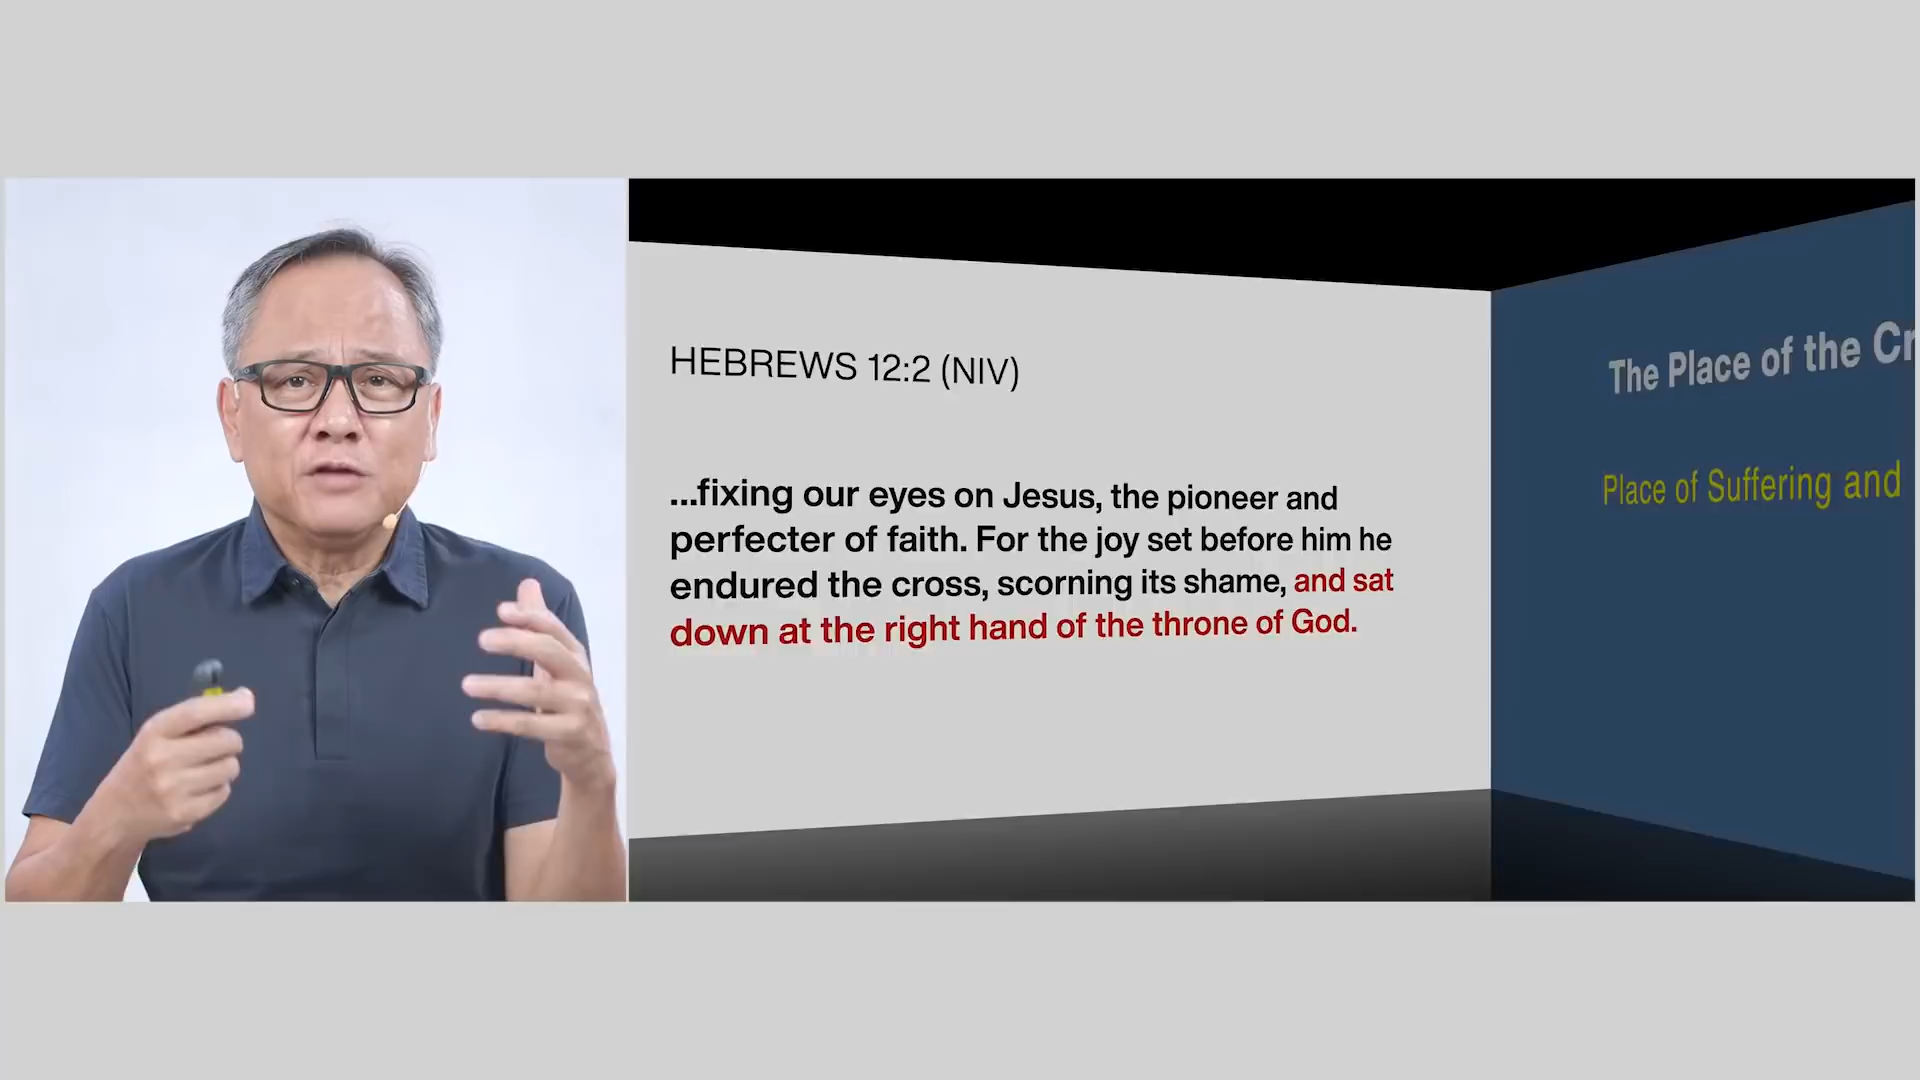 HEBREWS 12:2 (NIV)
...fixing our eyes on Jesus, the pioneer and
perfecter of faith. For the joy set before him he
endured the cross, scorning its shame, and sat
down at the right hand of the throne of God.
The Place of the
Place of Suffering and